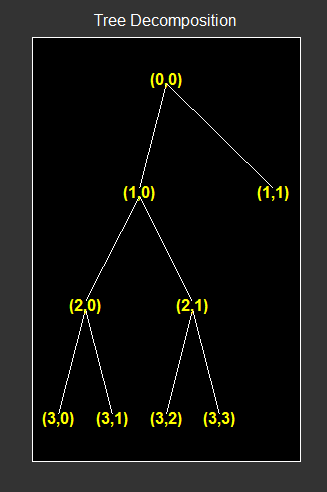 Tree Decomposition
(0,0)
(1,0) (1,1)
(2,0) (2,1)
(3,0) (3,1) (3,2) (3,3)